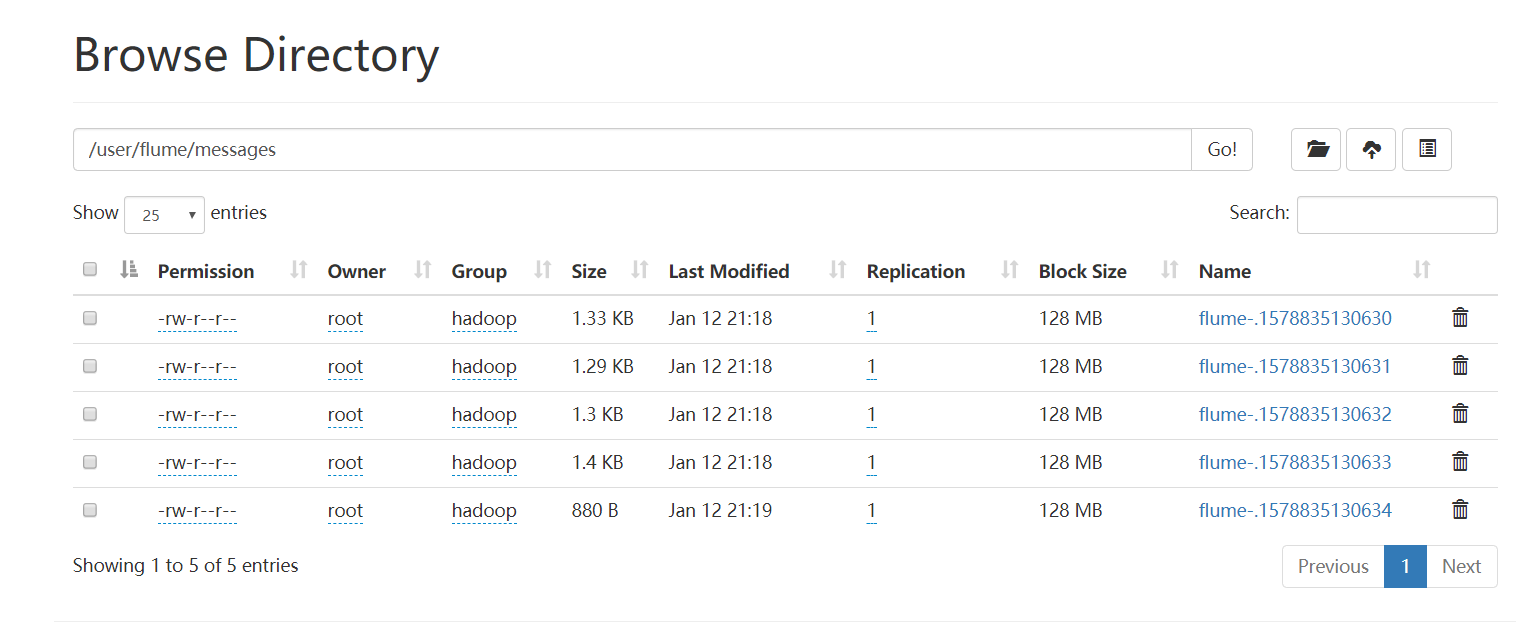 Browse Directory
/user/flume/messages Go!
Show 25 entries Search:
Permission Owner Group Size Last Modified Replication Block Size Name
-rw-r--r-- root hadoop 1.33 KB Jan 12 21:18 1 128 MB flume-.1578835130630
-rw-r--r-- root hadoop 1.29 KB Jan 12 21:18 1 128 MB flume-.1578835130631
-rw-r--r-- root hadoop 1.3 KB Jan 12 21:18 1 128 MB flume-.1578835130632
-rw-r--r-- root hadoop 1.4 KB Jan 12 21:18 1 128 MB flume-.1578835130633
-rw-r--r-- root hadoop 880 B Jan 12 21:19 1 128 MB flume-.1578835130634
Showing 1 to 5 of 5 entries Previous 1 Next